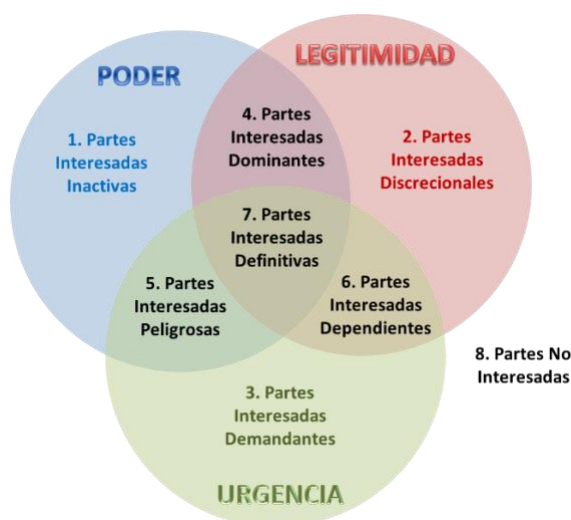 PODER
LEGITIMIDAD
1. Partes
Interesadas
Inactivas
4. Partes
Interesadas
Dominantes
2. Partes
Interesadas
Discrecionales
7. Partes
Interesadas
Definitivas
5. Partes
Interesadas
Peligrosas
6. Partes
Interesadas
Dependientes
8. Partes No
Interesadas
3. Partes
Interesadas
Demandantes
URGENCIA